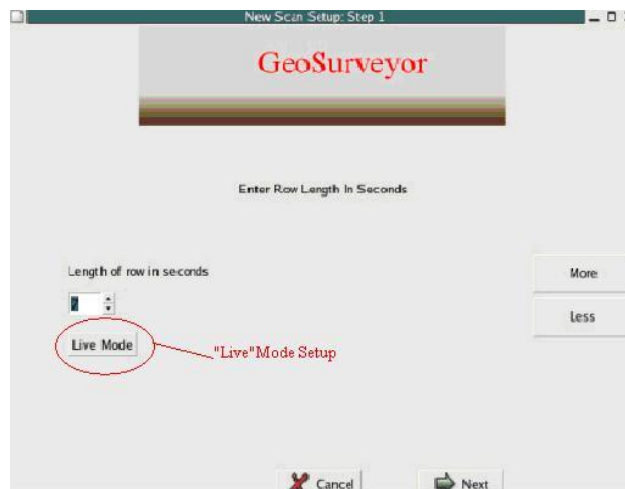 New Scan Setup: Step 1
GeoSurveyor
Enter Row Length In Seconds
Length of row in seconds
More
Less
Live Mode
"Live"Mode Setup
Cancel
Next